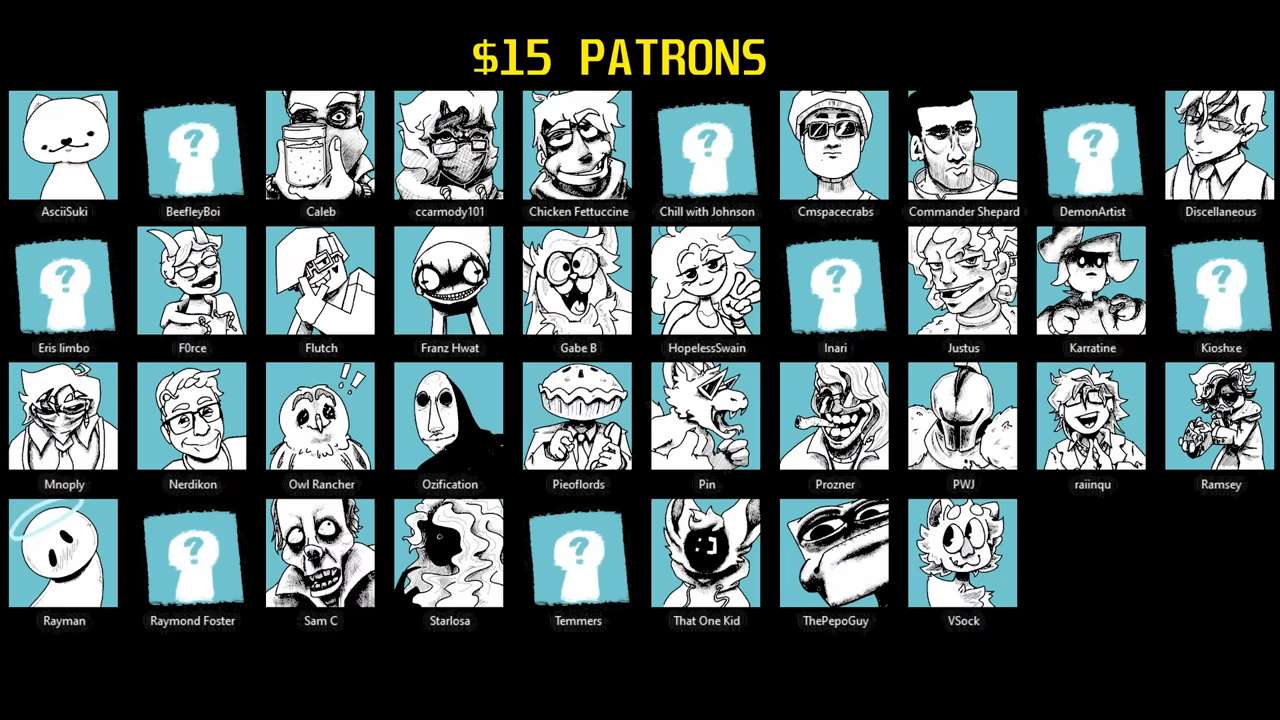 $15 PATRONS
AsciiSuki BeefleyBoi Caleb ccarmody101 Chicken Fettuccine Chill with Johnson Cmspacecrabs Commander Shepard DemonArtist Discellaneous
Eris limbo F0rce Flutch Franz Hwat Gabe B HopelessSwain Inari Justus Karratine Kioshxe
Mnoply Nerdikon Owl Rancher Ozification Pieoflords Pin Prozner PWJ raiinqu Ramsey
Rayman Raymond Foster Sam C Starlosa Temmers That One Kid ThePepoGuy VSock